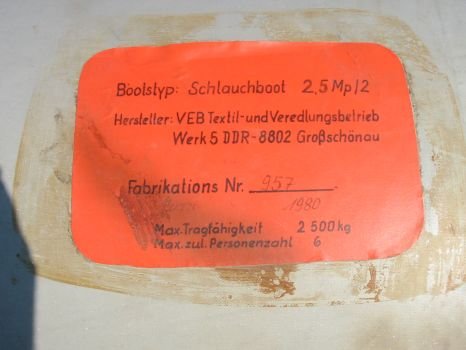 Bootstyp: Schlauchboot 2,5 Mp/2
Hersteller: VEB Textil-und Veredlungsbetrieb
Werk 5 DDR-8802 Großschönau
Fabrikations Nr. 957
1980
Max. Tragfähigkeit 2 500 kg
Max. zul. Personenzahl 6